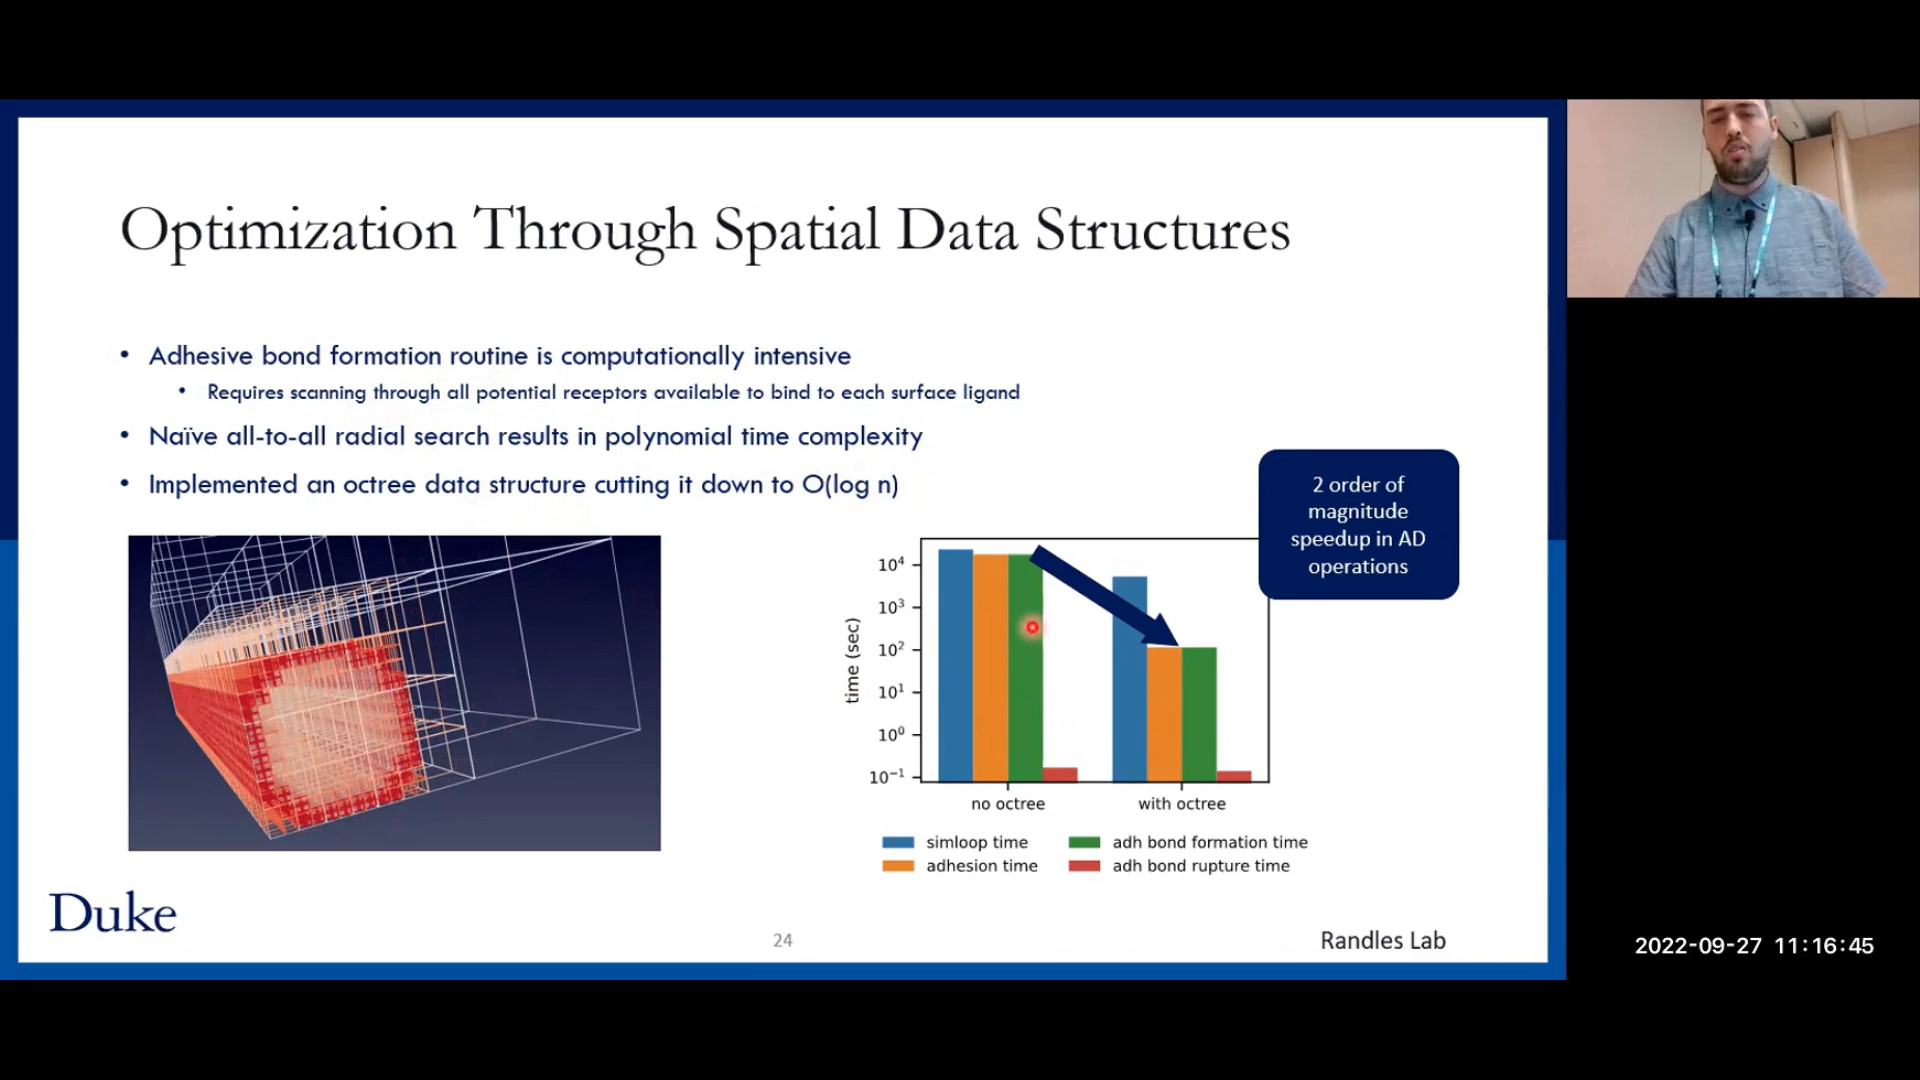 Optimization Through Spatial Data Structures
• Adhesive bond formation routine is computationally intensive
• Requires scanning through all potential receptors available to bind to each surface ligand
• Naïve all-to-all radial search results in polynomial time complexity
• Implemented an octree data structure cutting it down to O(log n)
2 order of
magnitude
speedup in AD
operations
time (sec)
10⁴
10³
10²
10¹
10⁰
10⁻¹
no octree
with octree
simloop time
adhesion time
adh bond formation time
adh bond rupture time
Duke
24
Randles Lab
2022-09-27 11:16:45